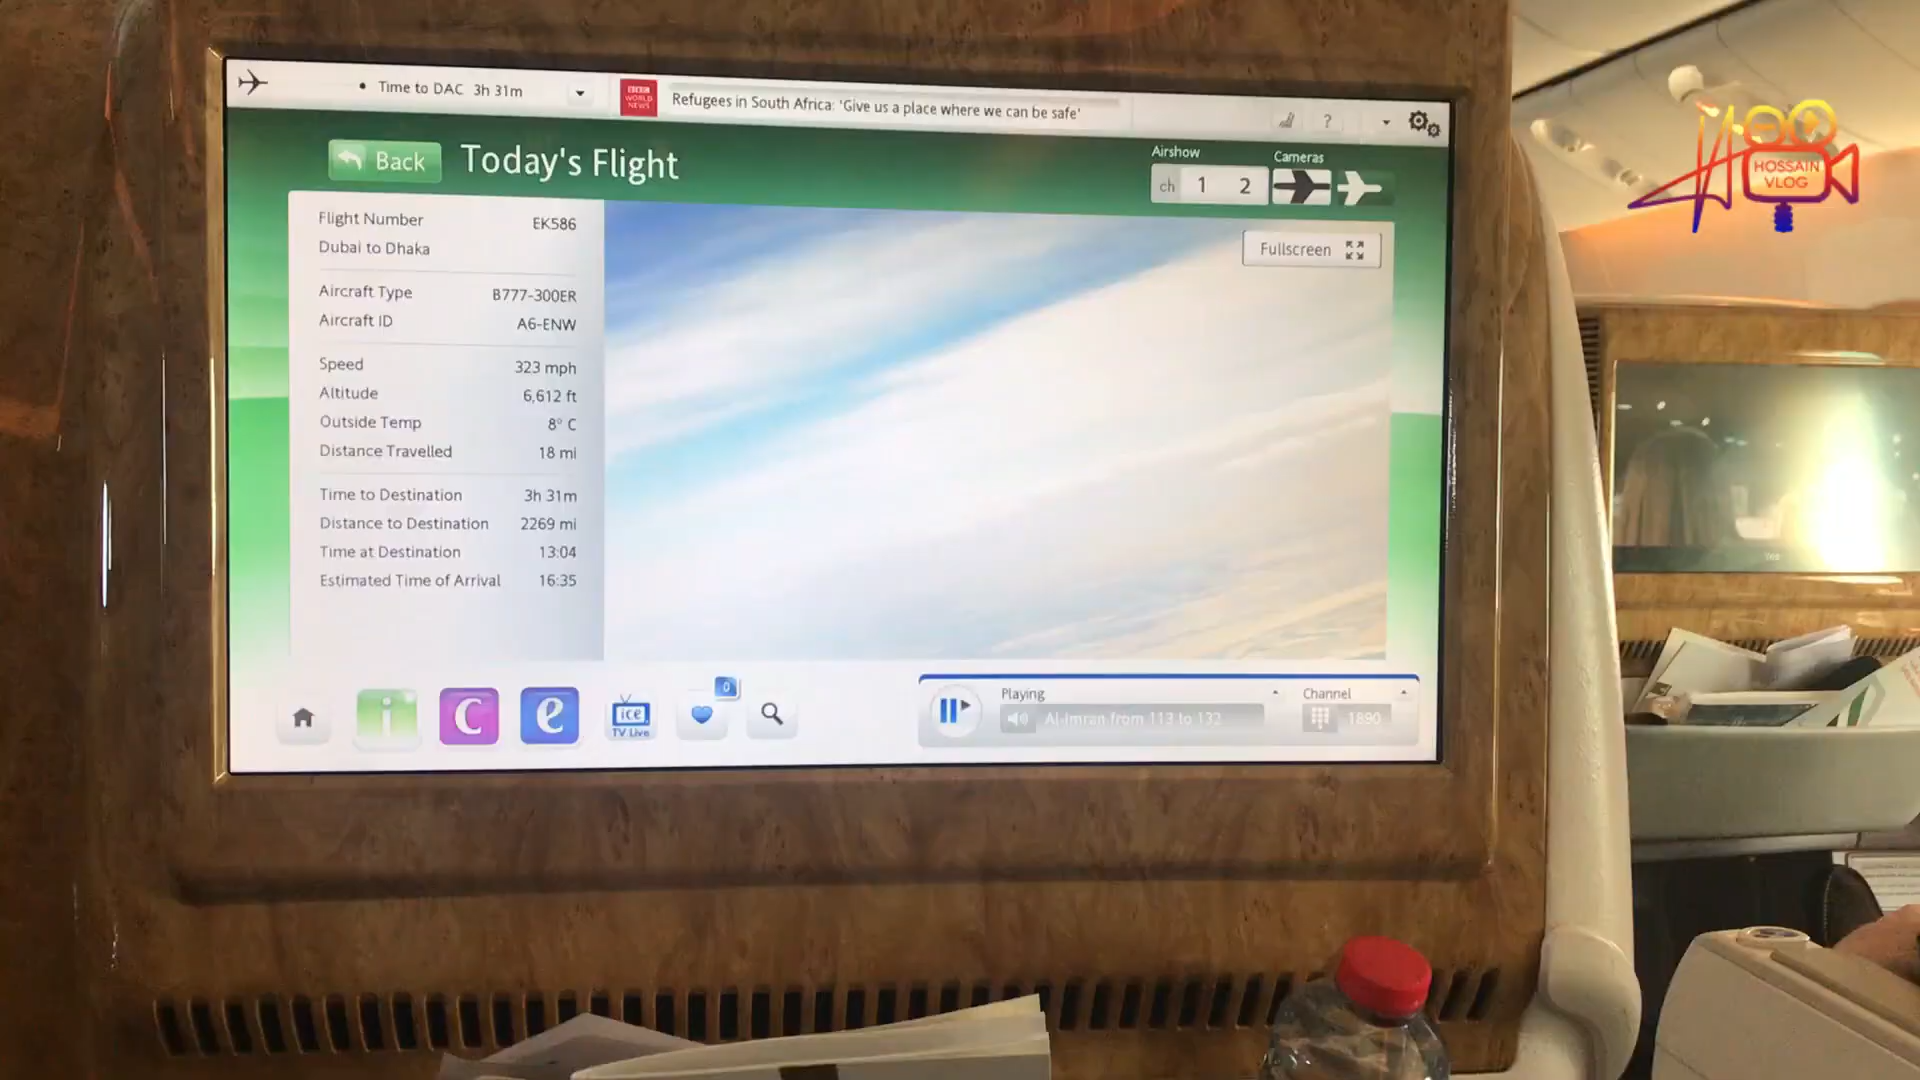 Time to DAC 3h 31m
BBC
WORLD
NEWS
Refugees in South Africa: 'Give us a place where we can be safe'
?
Back
Today's Flight
Airshow
ch 1 2
Cameras
HOSSAIN
VLOG
Flight Number EK586
Dubai to Dhaka
Fullscreen
Aircraft Type B777-300ER
Aircraft ID A6-ENW
Speed 323 mph
Altitude 6,612 ft
Outside Temp 8° C
Distance Travelled 18 mi
Time to Destination 3h 31m
Distance to Destination 2269 mi
Time at Destination 13:04
Estimated Time of Arrival 16:35
i
C
e
ice
TV Live
0
Playing
Al-Imran from 113 to 132
Channel
1890